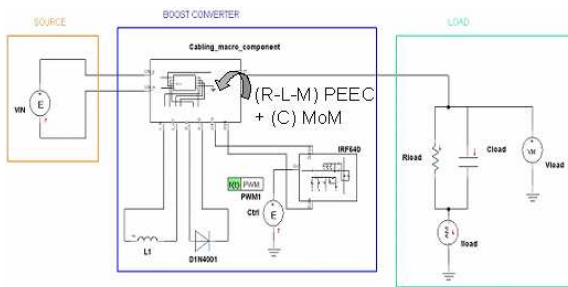 SOURCE
BOOST CONVERTER
LOAD
Cabling_macro_component
(R-L-M) PEEC
+ (C) MoM
VIN
E
IRF640
f(t) PWM
PWM1
Ctrl
E
L1
D1N4001
Rload
Cload
VM
Vload
Iload